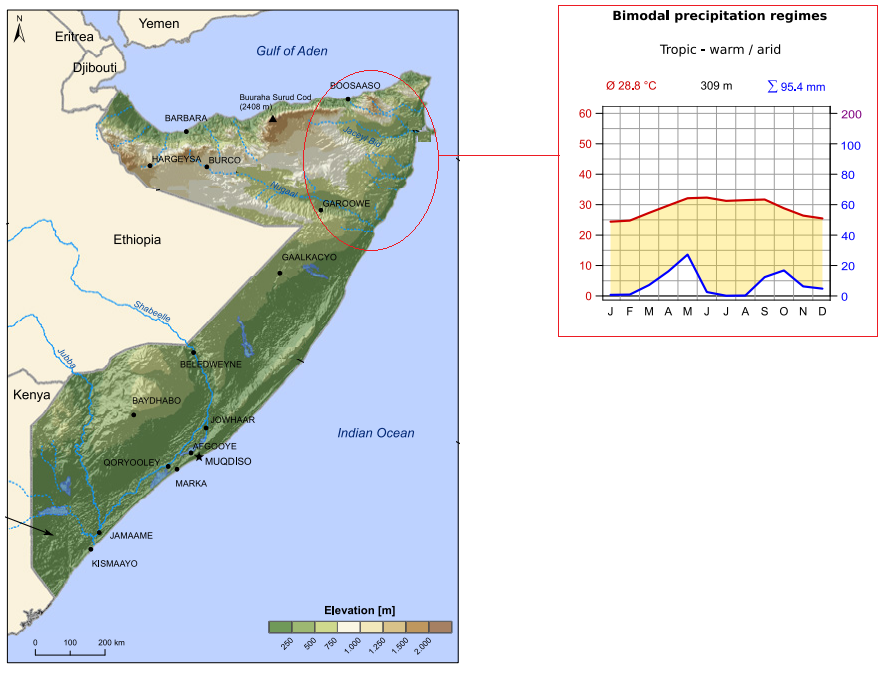 N
Yemen
Eritrea
Gulf of Aden
Djibouti
BOOSAASO
Buuraha Surud Cod
(2408 m)
BARBARA
Jaceyl Bid
HARGEYSA
BURCO
Nugaal
GAROOWE
Ethiopia
GAALKACYO
Shabeelle
Jubba
BELEDWEYNE
Kenya
BAYDHABO
JOWHAAR
Indian Ocean
AFGOOYE
QORYOOLEY
MUQDISO
MARKA
JAMAAME
KISMAAYO
Elevation [m]
250 500 750 1.000 1.250 1.500 2.000
0 100 200 km
Bimodal precipitation regimes
Tropic - warm / arid
Ø 28.8 °C 309 m ∑ 95.4 mm
60 200
50 100
40 80
30 60
20 40
10 20
0 0
J F M A M J J A S O N D